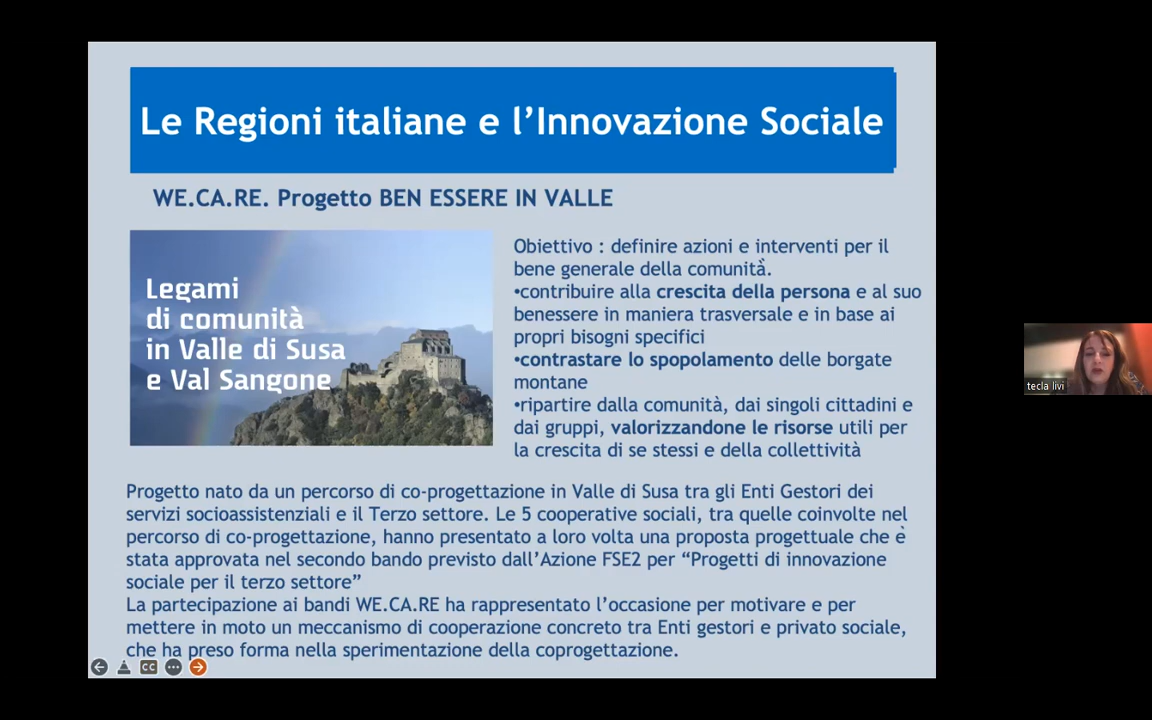 Le Regioni italiane e l’Innovazione Sociale
WE.CA.RE. Progetto BEN ESSERE IN VALLE
Legami
di comunità
in Valle di Susa
e Val Sangone
Obiettivo : definire azioni e interventi per il
bene generale della comunità.
•contribuire alla crescita della persona e al suo
benessere in maniera trasversale e in base ai
propri bisogni specifici
•contrastare lo spopolamento delle borgate
montane
•ripartire dalla comunità, dai singoli cittadini e
dai gruppi, valorizzandone le risorse utili per
la crescita di se stessi e della collettività
Progetto nato da un percorso di co-progettazione in Valle di Susa tra gli Enti Gestori dei
servizi socioassistenziali e il Terzo settore. Le 5 cooperative sociali, tra quelle coinvolte nel
percorso di co-progettazione, hanno presentato a loro volta una proposta progettuale che è
stata approvata nel secondo bando previsto dall’Azione FSE2 per “Progetti di innovazione
sociale per il terzo settore”
La partecipazione ai bandi WE.CA.RE ha rappresentato l’occasione per motivare e per
mettere in moto un meccanismo di cooperazione concreto tra Enti gestori e privato sociale,
che ha preso forma nella sperimentazione della coprogettazione.
CC
tecla livi